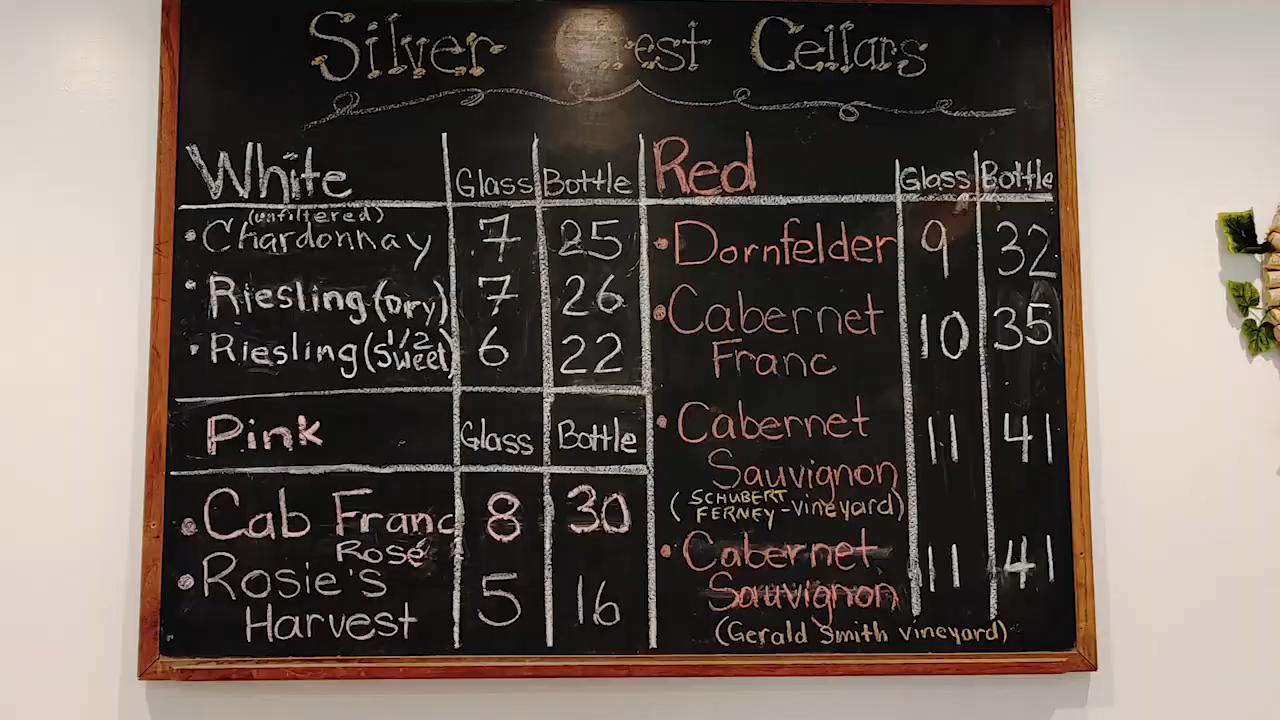 Silver Crest Cellars
White Glass Bottle
(unfiltered)
• Chardonnay 7 25
• Riesling (Dry) 7 26
• Riesling (1/2 Sweet) 6 22
Pink Glass Bottle
• Cab Franc 8 30
Rosé
• Rosie's
Harvest 5 16
Red Glass Bottle
• Dornfelder 9 32
• Cabernet
Franc 10 35
• Cabernet 11 41
Sauvignon
(SCHUBERT
FERNEY-vineyard)
• Cabernet 11 41
Sauvignon
(Gerald Smith vineyard)